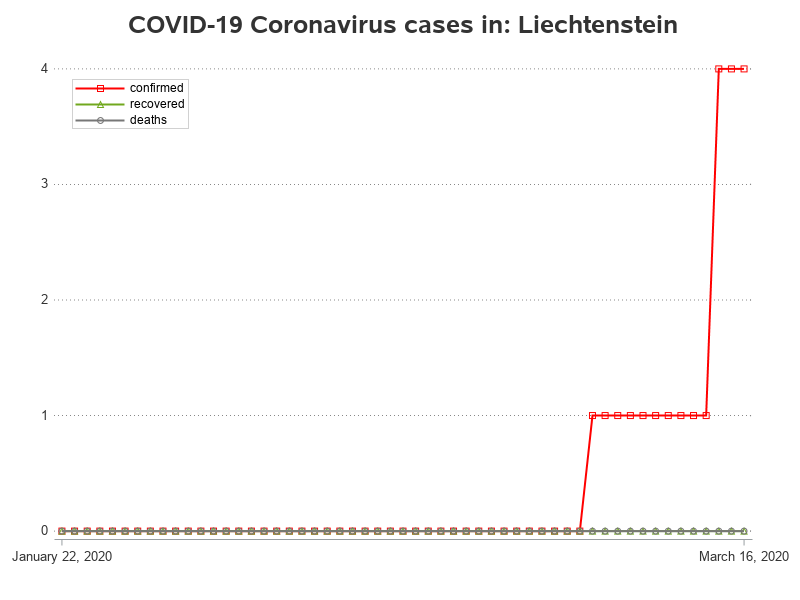 COVID-19 Coronavirus cases in: Liechtenstein
4
confirmed
recovered
deaths
3
2
1
0
January 22, 2020
March 16, 2020